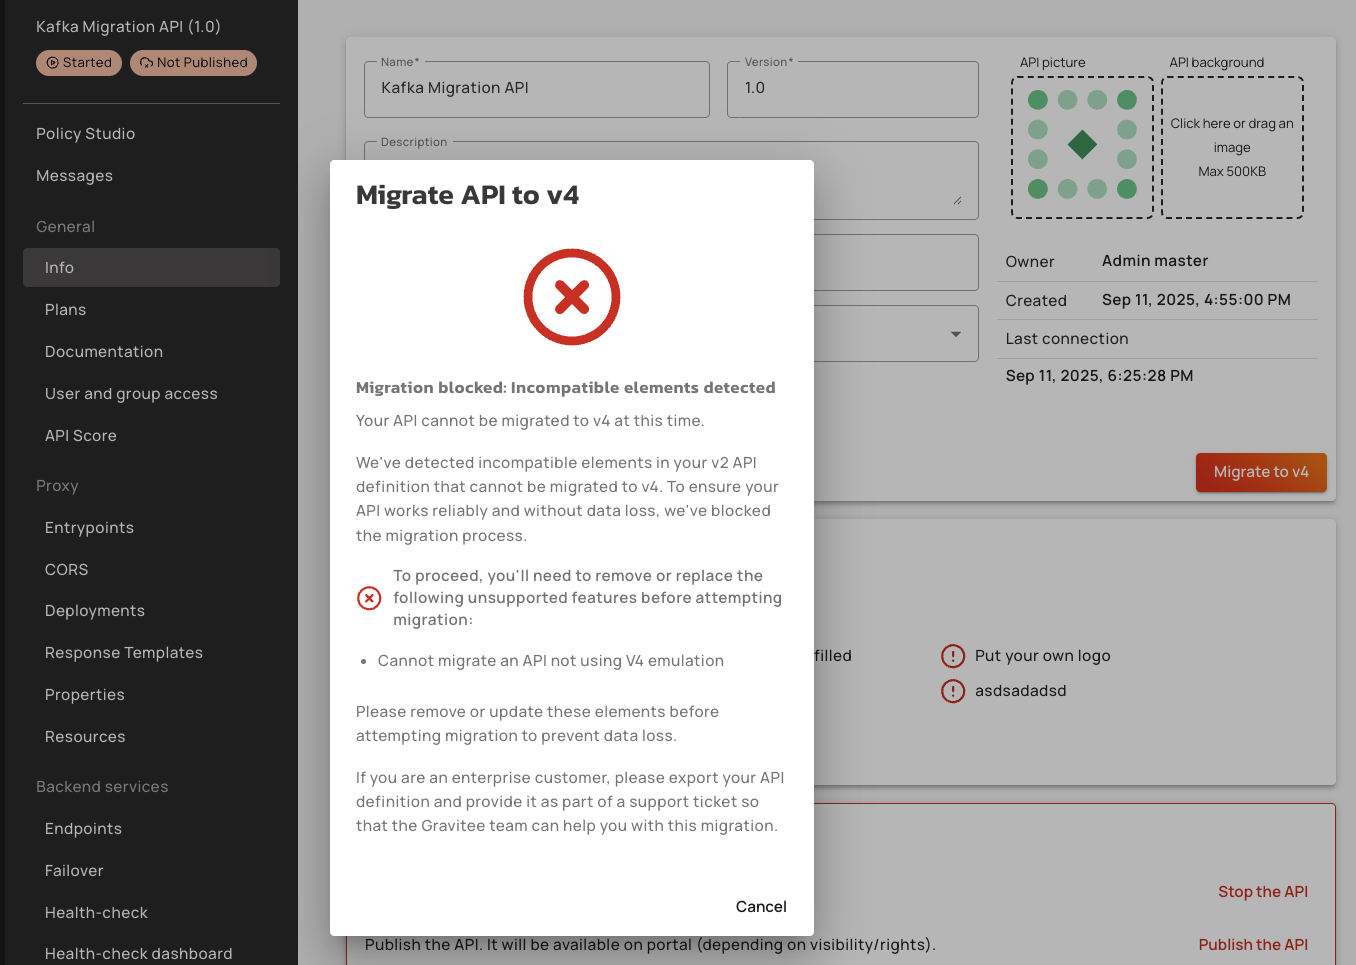 Kafka Migration API (1.0)
Started
Not Published
Policy Studio
Messages
General
Info
Plans
Documentation
User and group access
API Score
Proxy
Entrypoints
CORS
Deployments
Response Templates
Properties
Resources
Backend services
Endpoints
Failover
Health-check
Health-check dashboard
Name*
Kafka Migration API
Version*
1.0
Description
API picture
API background
Click here or drag an
image
Max 500KB
Owner
Admin master
Created
Sep 11, 2025, 4:55:00 PM
Last connection
Sep 11, 2025, 6:25:28 PM
Migrate to v4
Migrate API to v4
Migration blocked: Incompatible elements detected
Your API cannot be migrated to v4 at this time.
We've detected incompatible elements in your v2 API
definition that cannot be migrated to v4. To ensure your
API works reliably and without data loss, we've blocked
the migration process.
To proceed, you'll need to remove or replace the
following unsupported features before attempting
migration:
• Cannot migrate an API not using V4 emulation
Please remove or update these elements before
attempting migration to prevent data loss.
If you are an enterprise customer, please export your API
definition and provide it as part of a support ticket so
that the Gravitee team can help you with this migration.
Cancel
filled
Put your own logo
asdsadadsd
Stop the API
Publish the API. It will be available on portal (depending on visibility/rights).
Publish the API